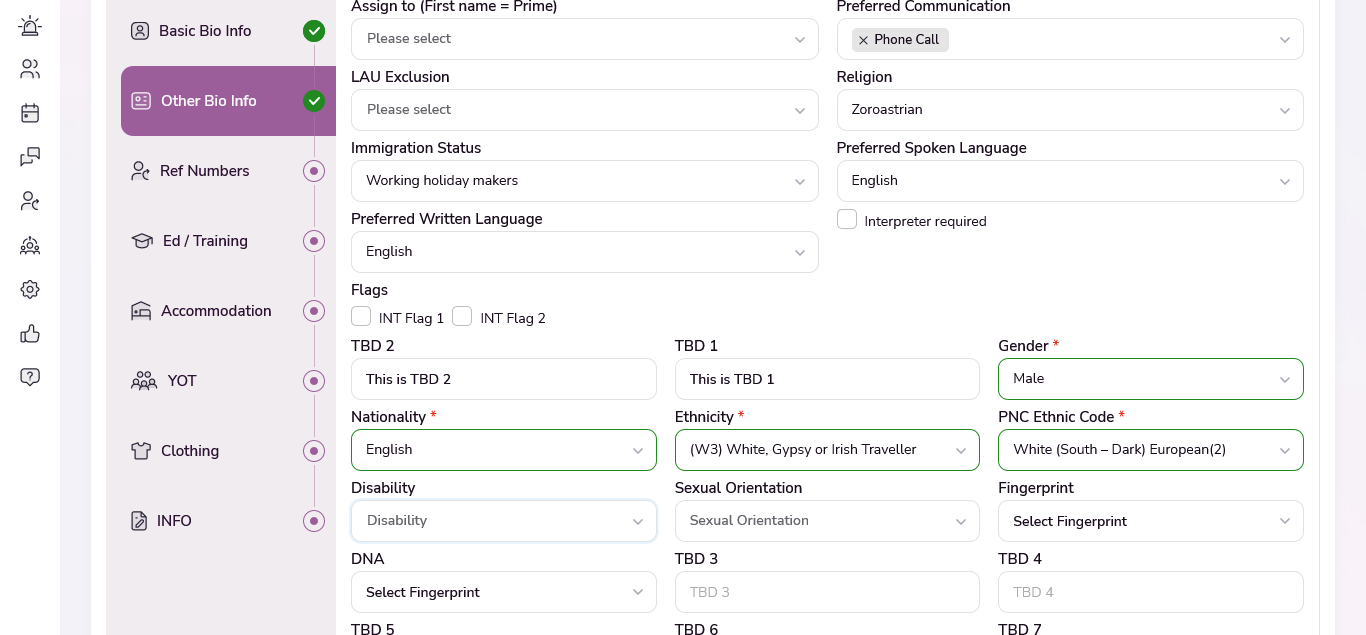 Basic Bio Info
Other Bio Info
Ref Numbers
Ed / Training
Accommodation
YOT
Clothing
INFO
Assign to (First name = Prime)
Preferred Communication
Please select
× Phone Call
LAU Exclusion
Religion
Please select
Zoroastrian
Immigration Status
Preferred Spoken Language
Working holiday makers
English
Preferred Written Language
Interpreter required
English
Flags
INT Flag 1 INT Flag 2
TBD 2
TBD 1
Gender *
This is TBD 2
This is TBD 1
Male
Nationality *
Ethnicity *
PNC Ethnic Code *
English
(W3) White, Gypsy or Irish Traveller
White (South – Dark) European(2)
Disability
Sexual Orientation
Fingerprint
Disability
Sexual Orientation
Select Fingerprint
DNA
TBD 3
TBD 4
Select Fingerprint
TBD 3
TBD 4
TBD 5
TBD 6
TBD 7